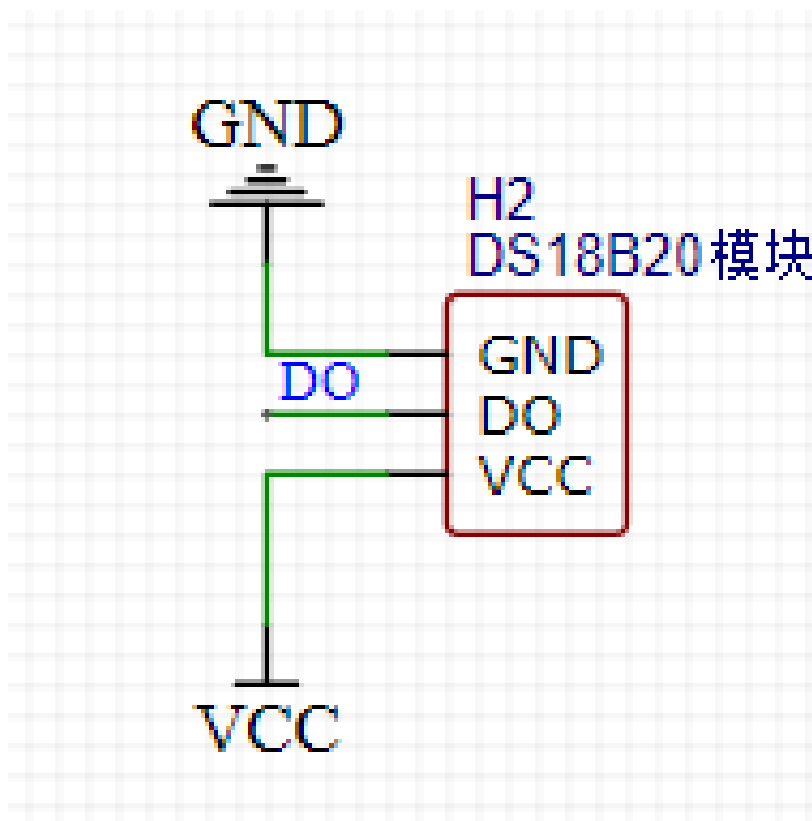 GND
H2
DS18B20模块
GND
DO
DO
VCC
VCC